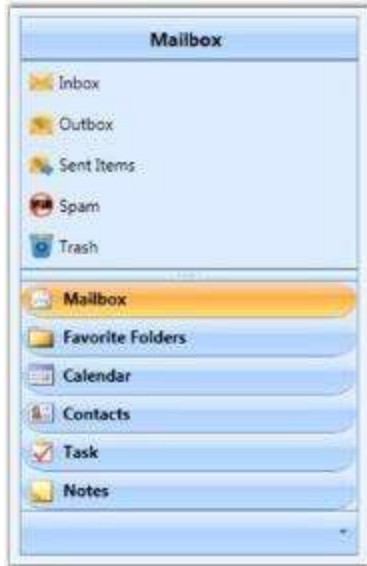 Mailbox
Inbox
Outbox
Sent Items
Spam
Trash
Mailbox
Favorite Folders
Calendar
Contacts
Task
Notes